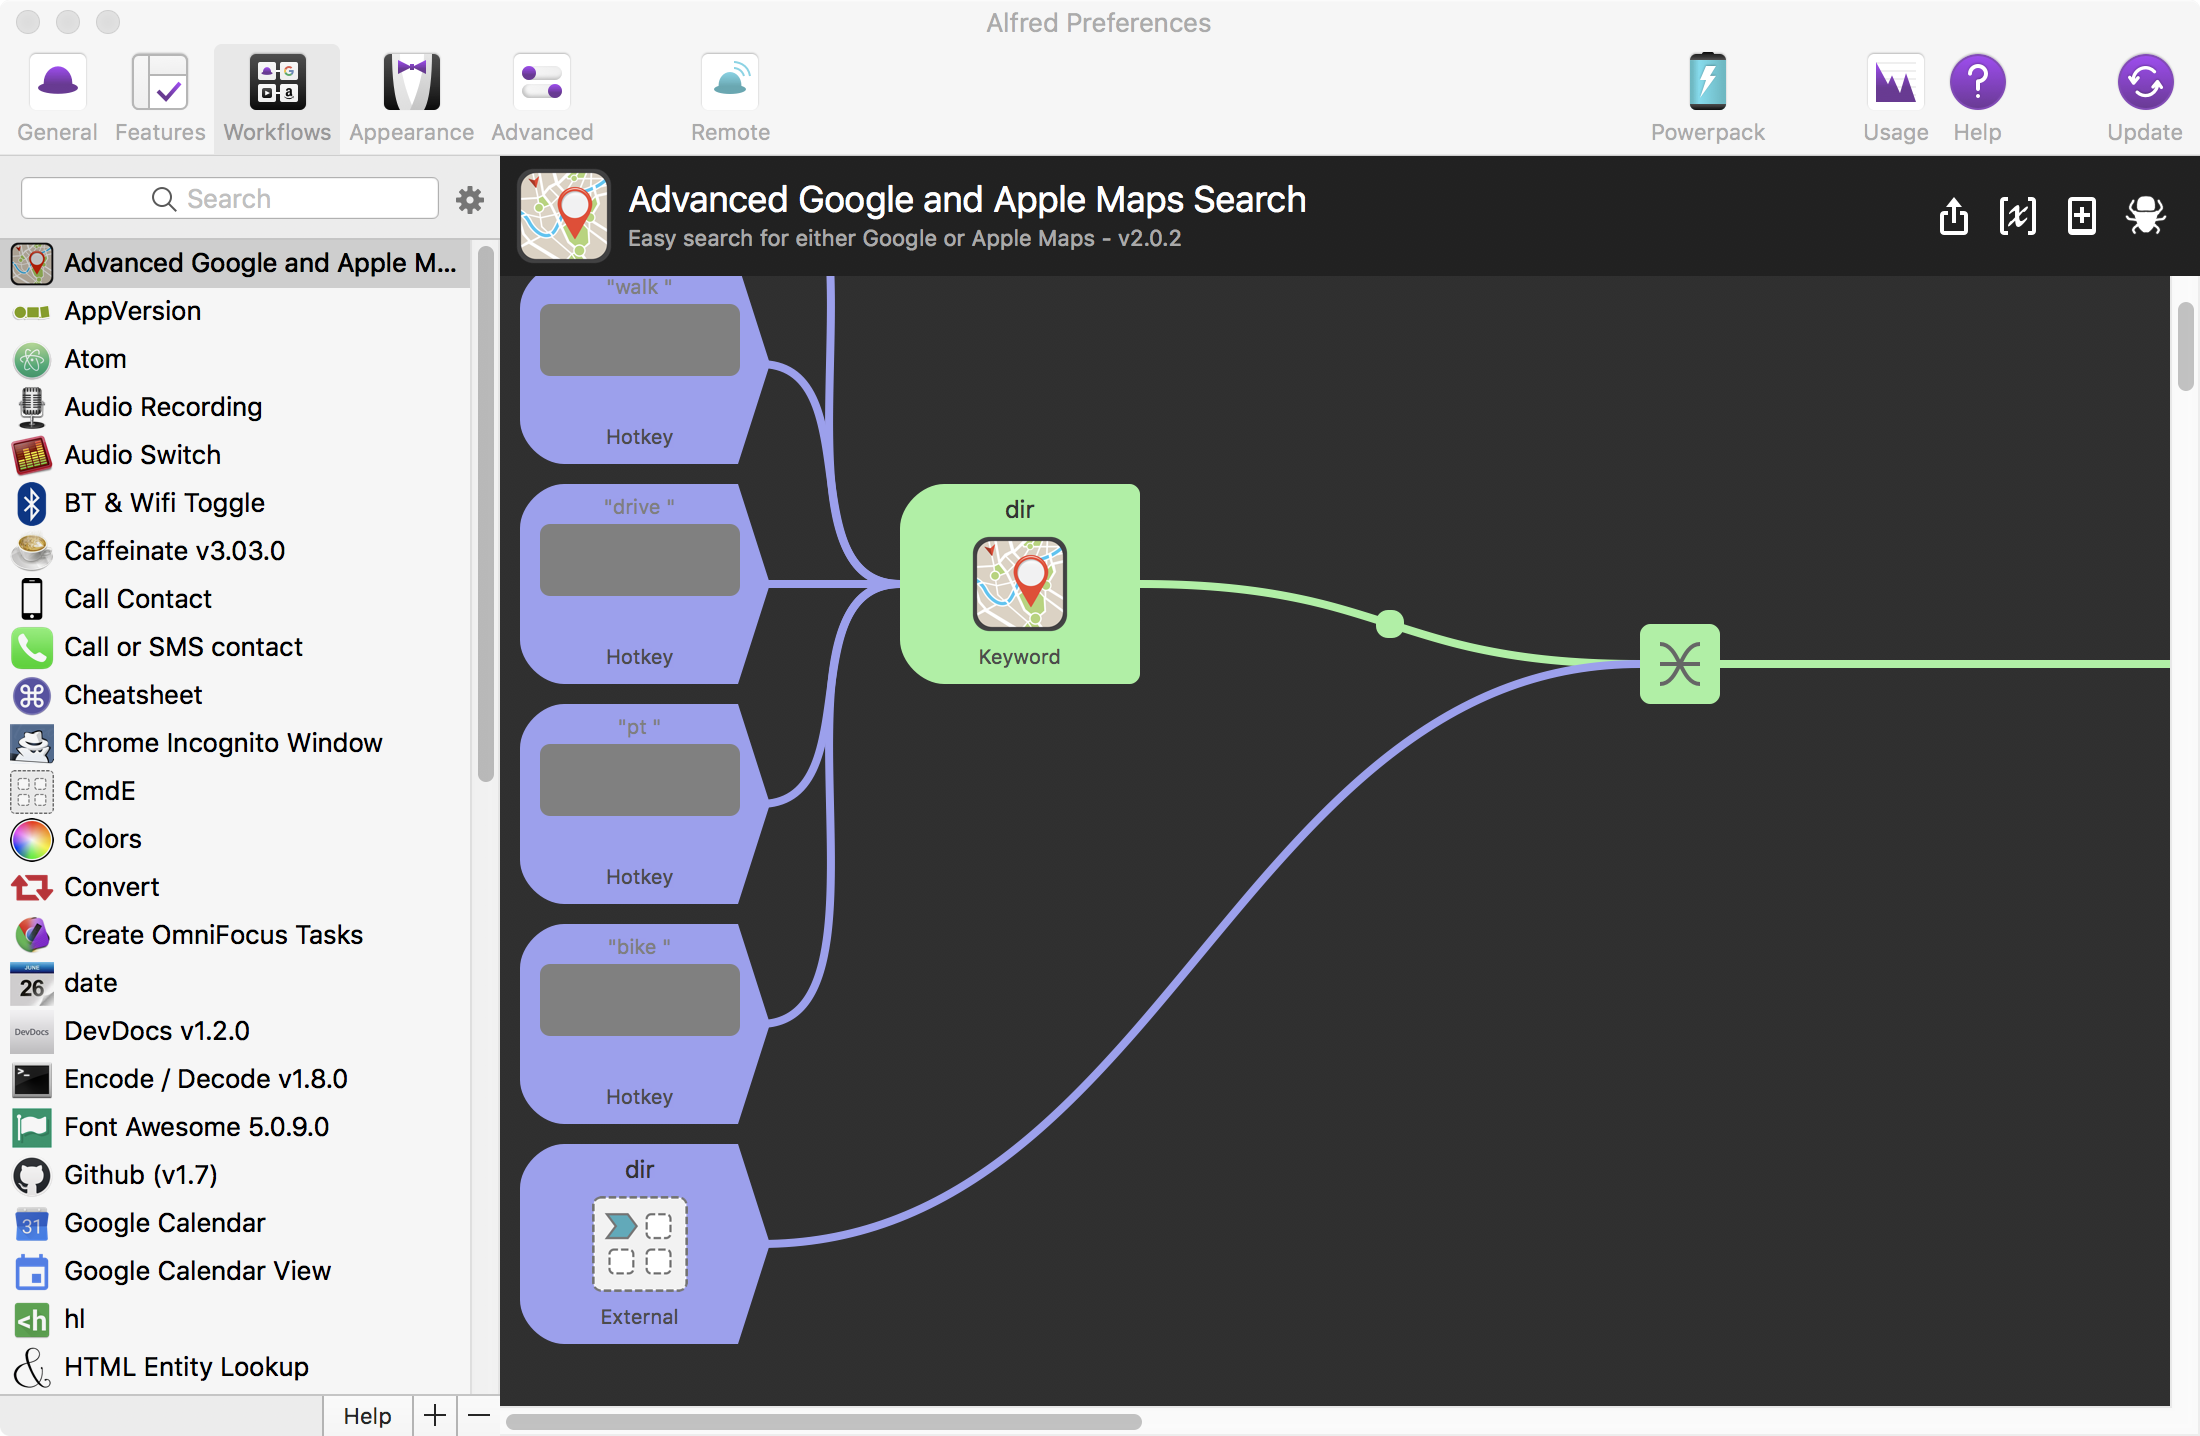 Alfred Preferences
General
Features
Workflows
Appearance
Advanced
Remote
Powerpack
Usage
Help
Update
Search
Advanced Google and Apple M...
AppVersion
Atom
Audio Recording
Audio Switch
BT & Wifi Toggle
Caffeinate v3.03.0
Call Contact
Call or SMS contact
Cheatsheet
Chrome Incognito Window
CmdE
Colors
Convert
Create OmniFocus Tasks
JUNE
26
date
DevDocs
DevDocs v1.2.0
Encode / Decode v1.8.0
Font Awesome 5.0.9.0
Github (v1.7)
31
Google Calendar
Google Calendar View
<h
hl
&
HTML Entity Lookup
Help
Advanced Google and Apple Maps Search
Easy search for either Google or Apple Maps - v2.0.2
"walk "
Hotkey
"drive "
Hotkey
"pt "
Hotkey
"bike "
Hotkey
dir
External
dir
Keyword